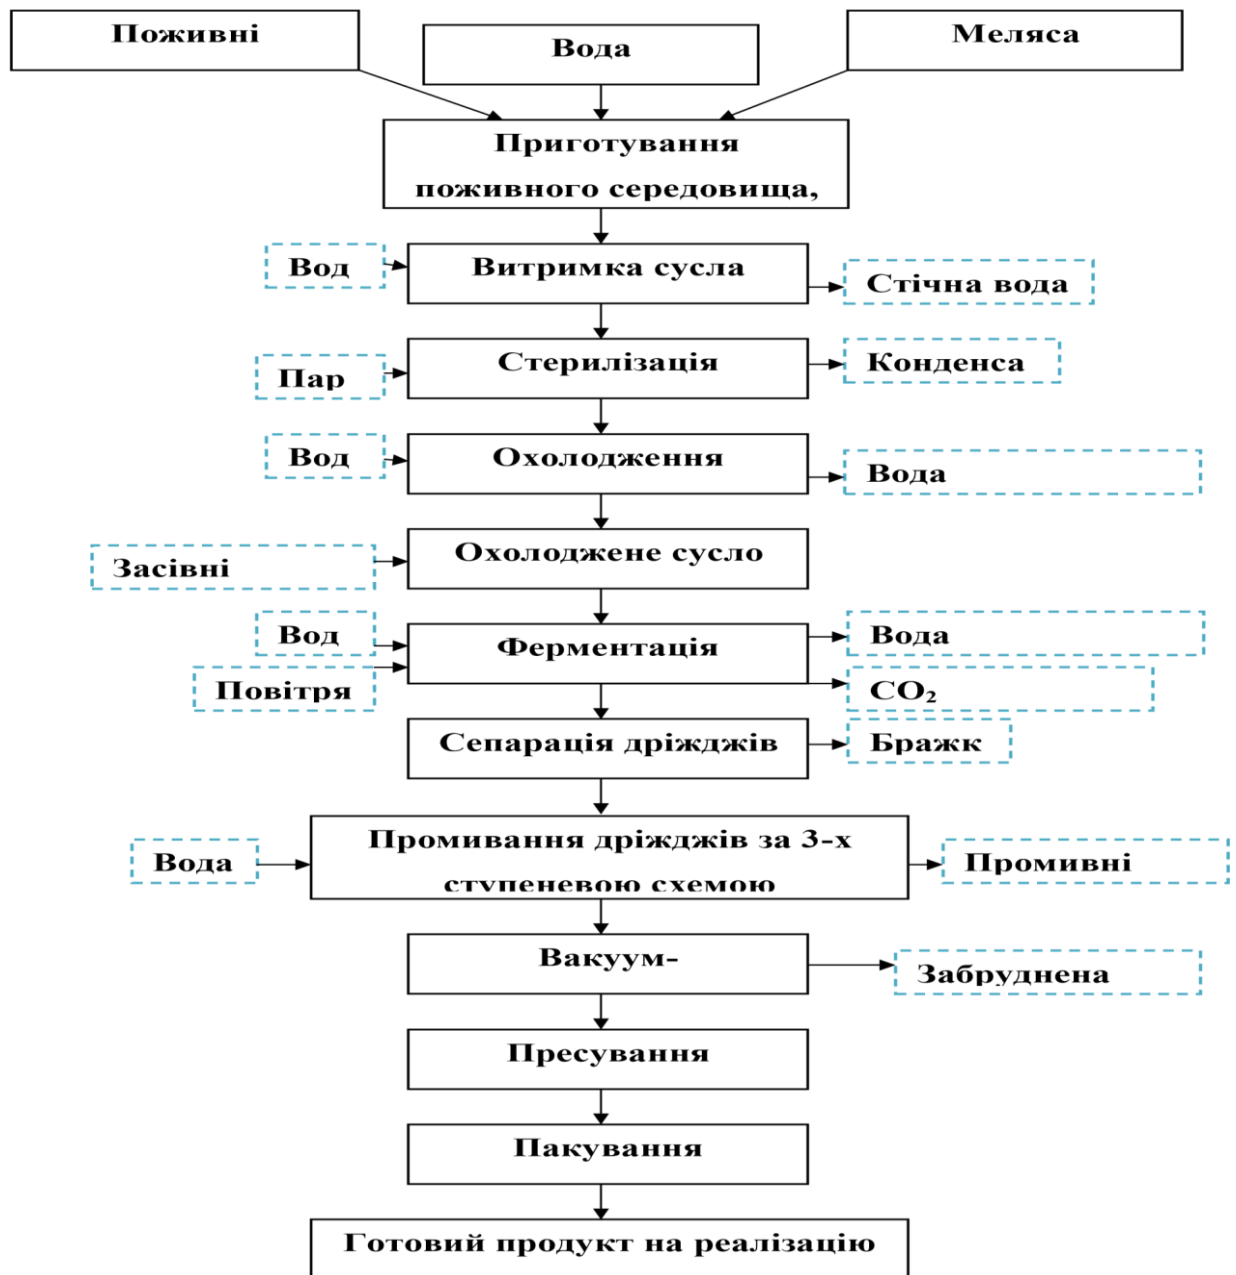 Поживні
Вода
Меляса
Приготування
поживного середовища,
Вод
Витримка сусла
Стічна вода
Пар
Стерилізація
Конденса
Вод
Охолодження
Вода
Засівні
Охолоджене сусло
Вод
Повітря
Ферментація
Вода
CO₂
Сепарація дріжджів
Бражк
Вода
Промивання дріжджів за 3-х
ступеневою схемою
Промивні
Вакуум-
Забруднена
Пресування
Пакування
Готовий продукт на реалізацію